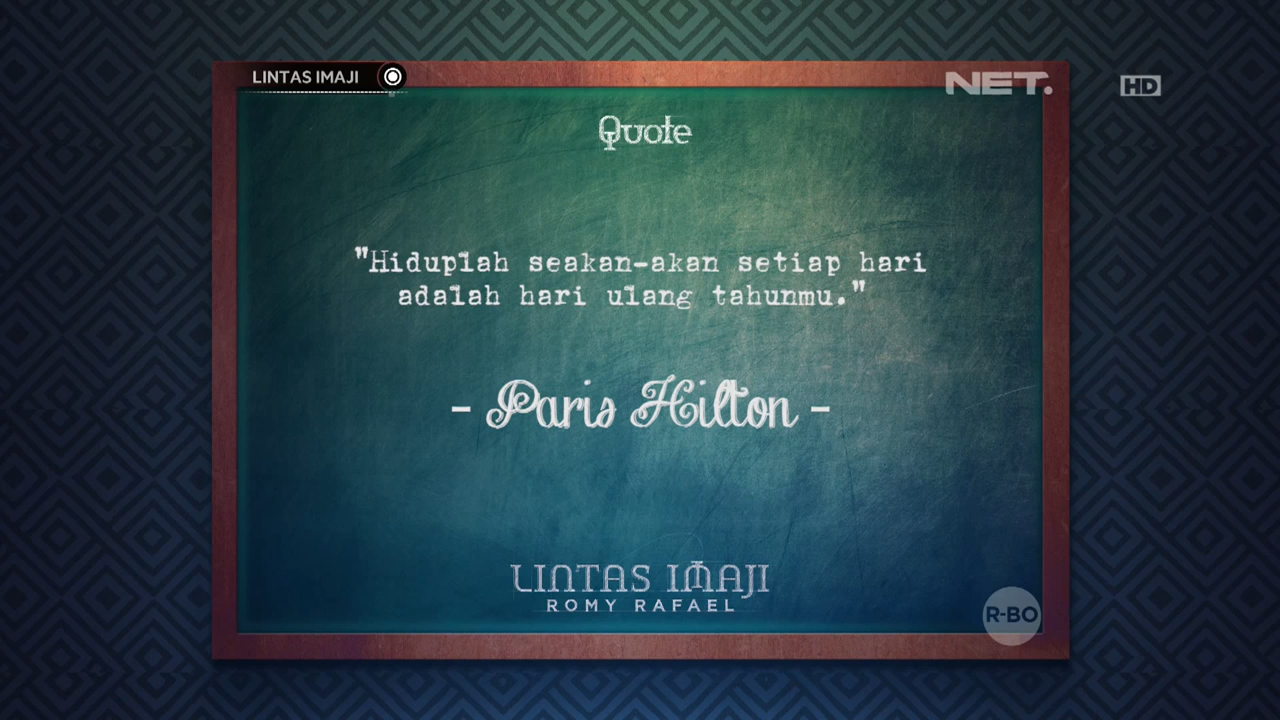 LINTAS IMAJI
NET.
HD
Quote
"Hiduplah seakan-akan setiap hari
adalah hari ulang tahunmu."
- Paris Hilton -
LINTAS IMAJI
ROMY RAFAEL
R-BO